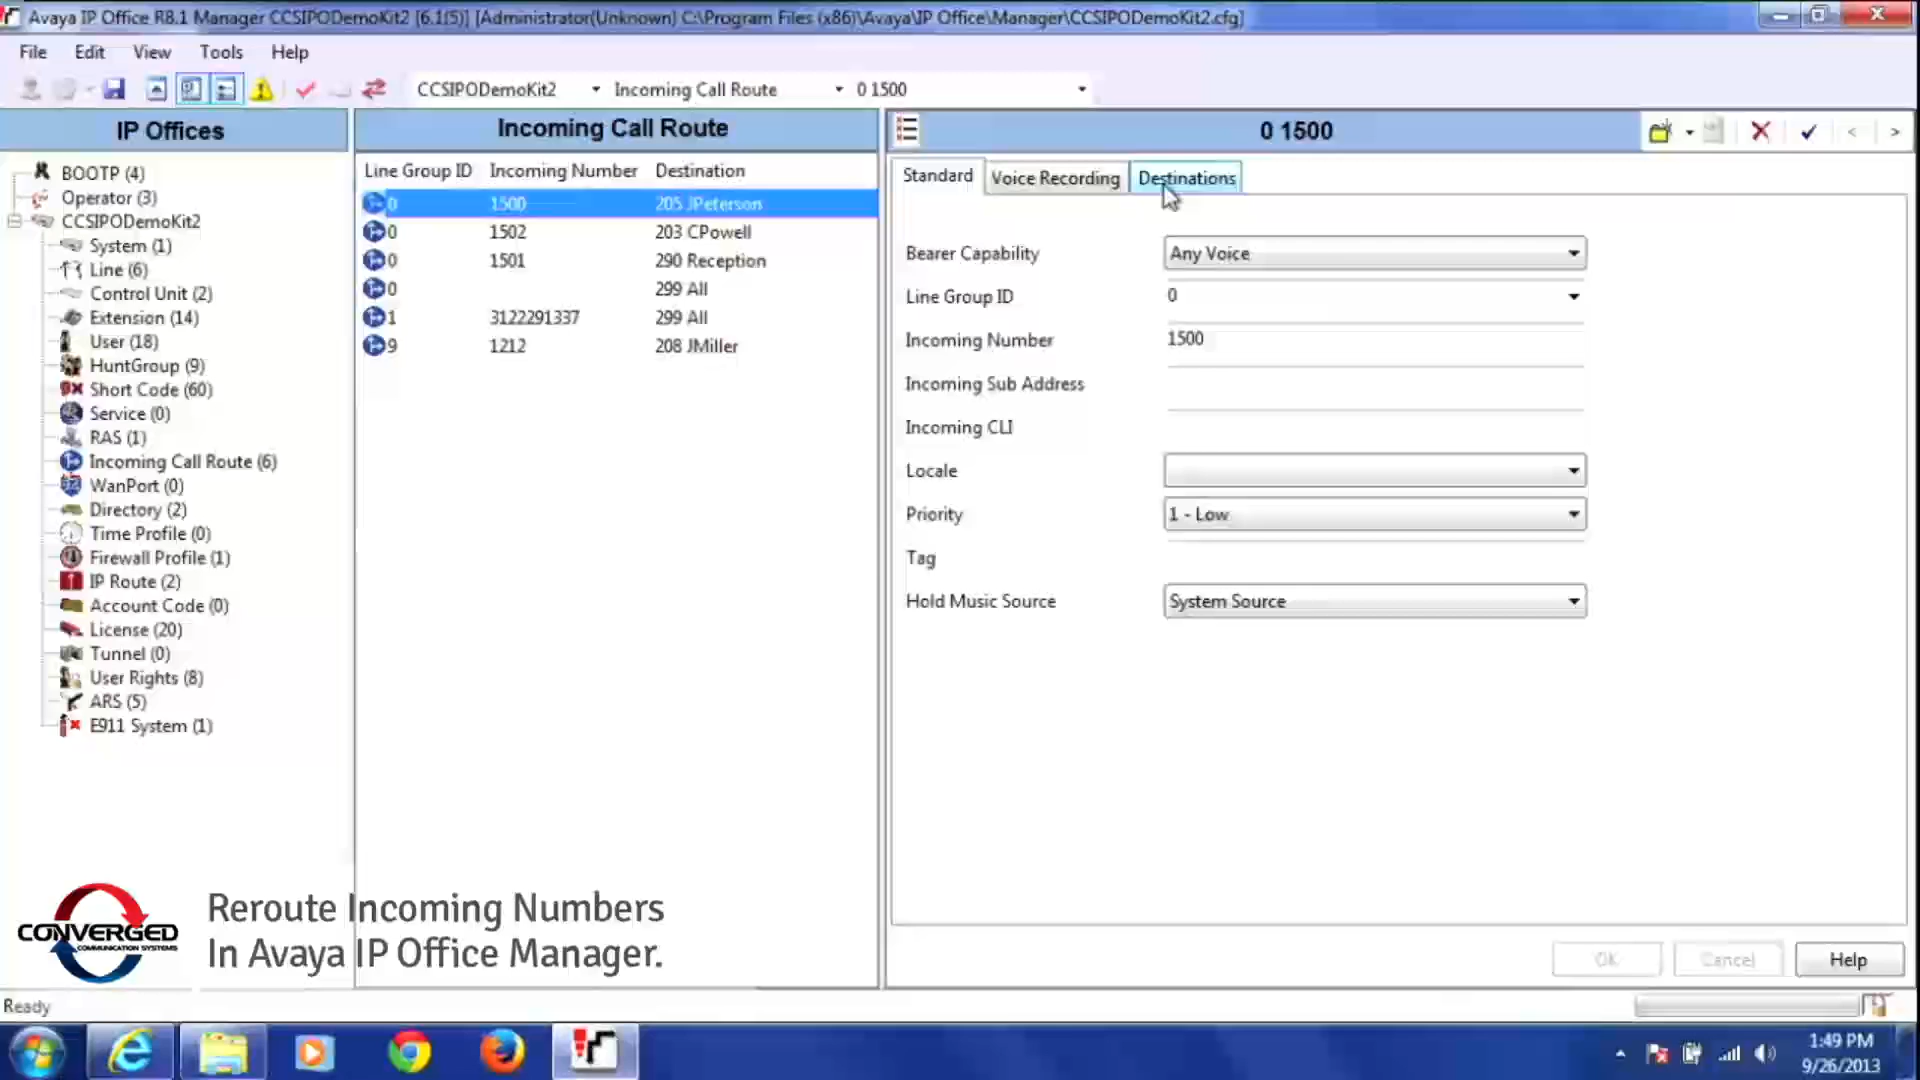 Avaya IP Office R8.1 Manager CCSIPODemoKit2 [6.1(5)] [Administrator(Unknown) C:\Program Files (x86)\Avaya\IP Office\Manager\CCSIPODemoKit2.cfg]
File Edit View Tools Help
CCSIPODemoKit2 Incoming Call Route 0 1500
IP Offices
BOOTP (4)
Operator (3)
CCSIPODemoKit2
System (1)
Line (6)
Control Unit (2)
Extension (14)
User (18)
HuntGroup (9)
Short Code (60)
Service (0)
RAS (1)
Incoming Call Route (6)
WanPort (0)
Directory (2)
Time Profile (0)
Firewall Profile (1)
IP Route (2)
Account Code (0)
License (20)
Tunnel (0)
User Rights (8)
ARS (5)
E911 System (1)
Incoming Call Route
Line Group ID Incoming Number Destination
0 1500 205 JPeterson
0 1502 203 CPowell
0 1501 290 Reception
0 299 All
1 3122291337 299 All
9 1212 208 JMiller
0 1500
Standard Voice Recording Destinations
Bearer Capability Any Voice
Line Group ID 0
Incoming Number 1500
Incoming Sub Address
Incoming CLI
Locale
Priority 1 - Low
Tag
Hold Music Source System Source
OK Cancel Help
CONVERGED
COMMUNICATION SYSTEMS
Reroute Incoming Numbers
In Avaya IP Office Manager.
Ready
1:49 PM
9/26/2013